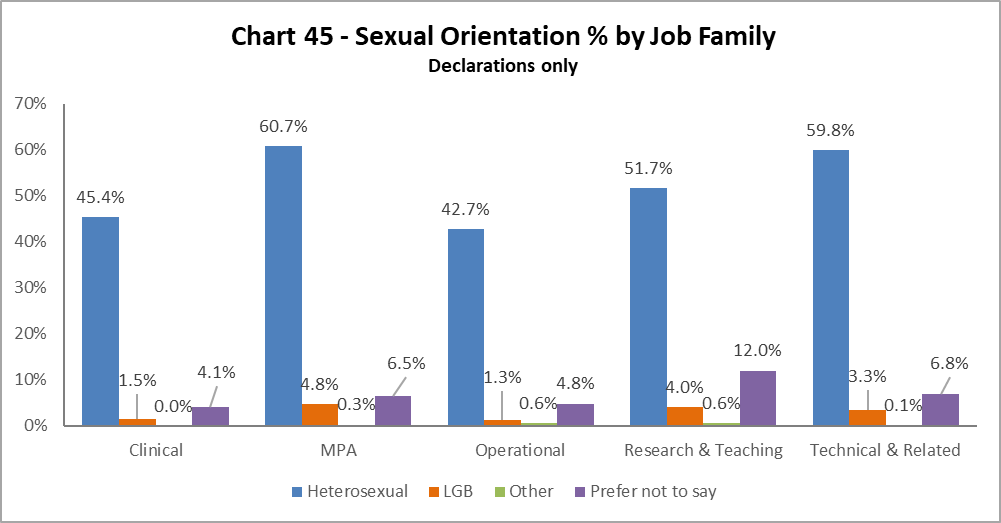 Chart 45 - Sexual Orientation % by Job Family
Declarations only
70%
60%
50%
40%
30%
20%
10%
0%
45.4%
1.5%
0.0%
4.1%
60.7%
4.8%
0.3%
6.5%
42.7%
1.3%
0.6%
4.8%
51.7%
4.0%
0.6%
12.0%
59.8%
3.3%
0.1%
6.8%
Clinical
MPA
Operational
Research & Teaching
Technical & Related
Heterosexual
LGB
Other
Prefer not to say